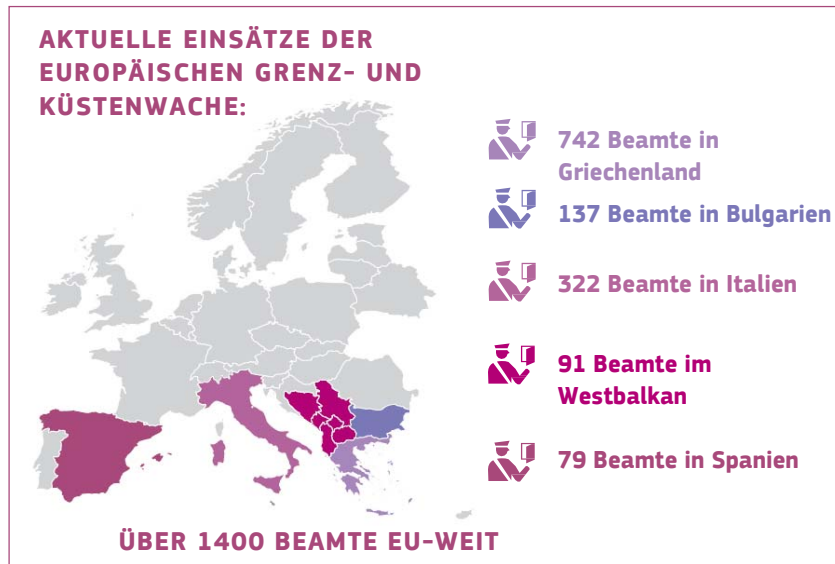 AKTUELLE EINSÄTZE DER
EUROPÄISCHEN GRENZ- UND
KÜSTENWACHE:
742 Beamte in
Griechenland
137 Beamte in Bulgarien
322 Beamte in Italien
91 Beamte im
Westbalkan
79 Beamte in Spanien
ÜBER 1400 BEAMTE EU-WEIT